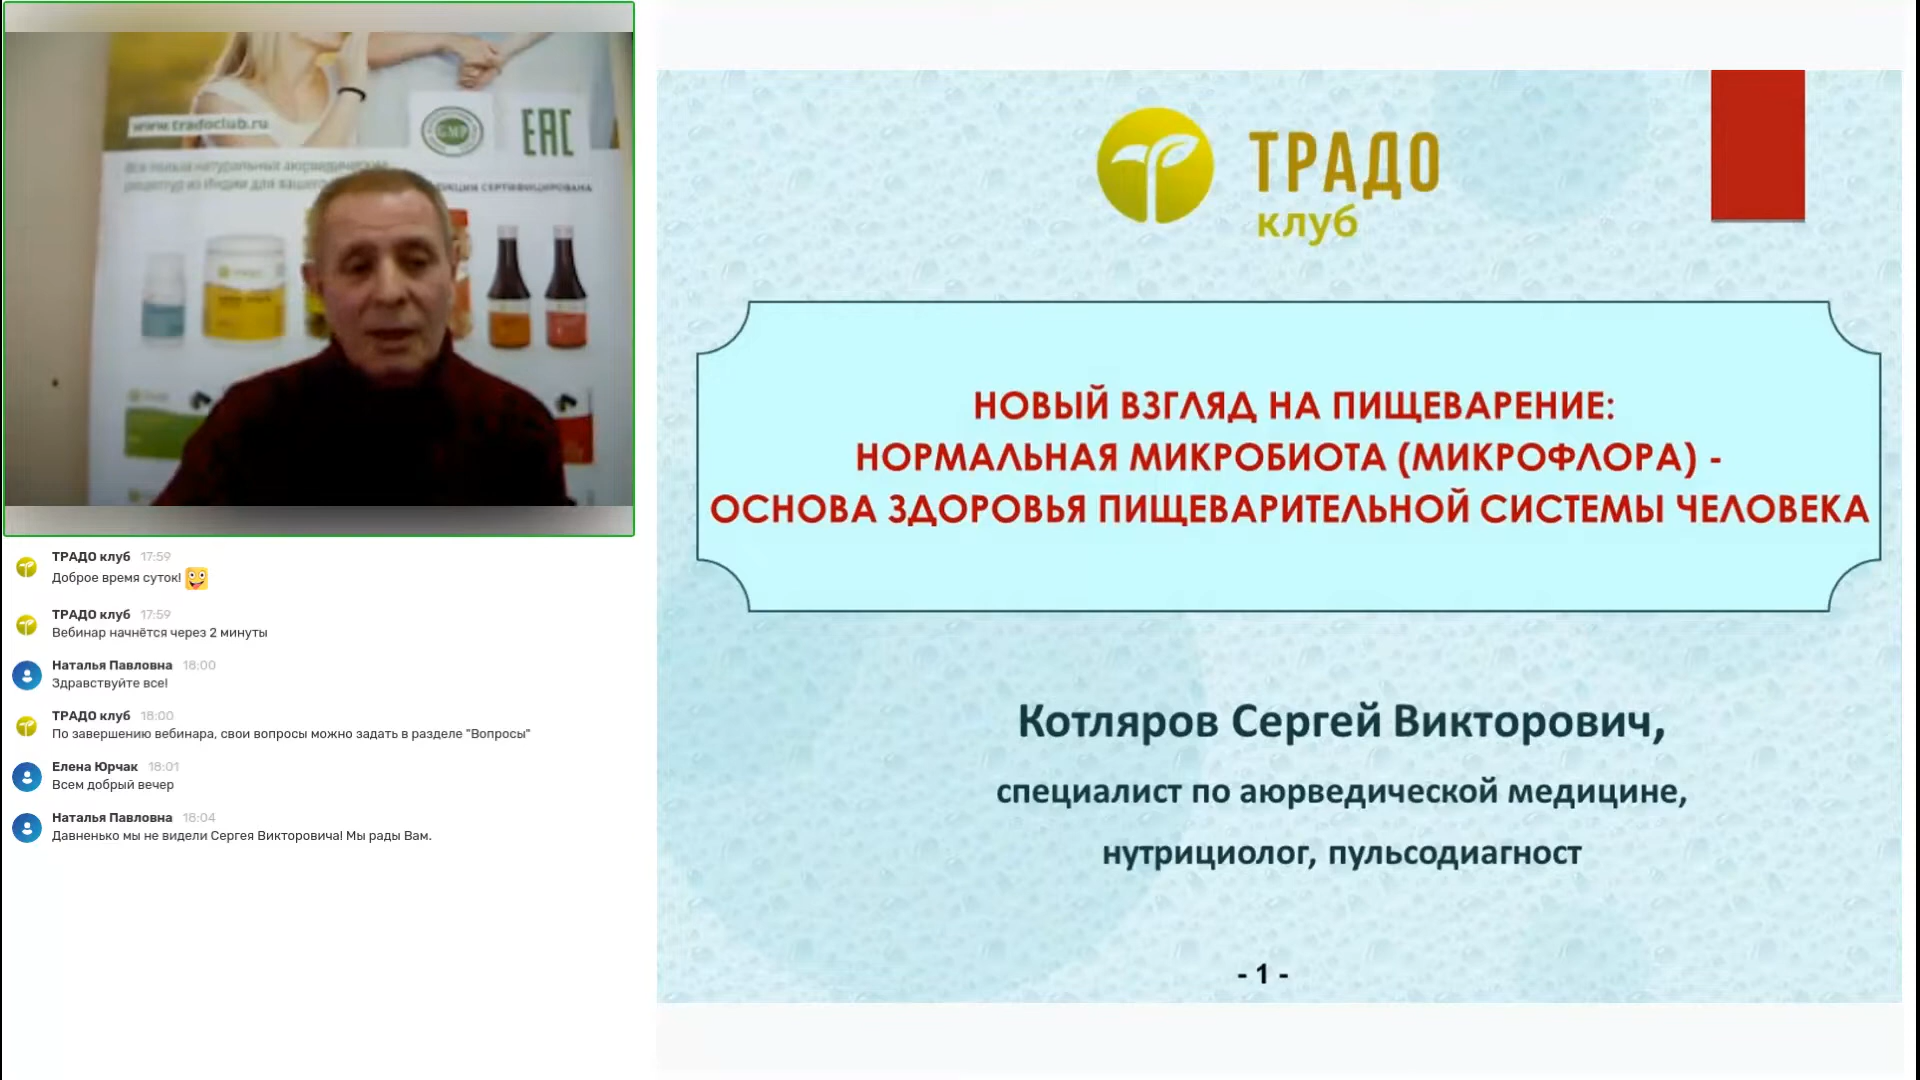 www.tradoclub.ru
GMP
EAC
ТРАДО клуб 17:59
Доброе время суток!
ТРАДО клуб 17:59
Вебинар начнётся через 2 минуты
Наталья Павловна 18:00
Здравствуйте все!
ТРАДО клуб 18:00
По завершению вебинара, свои вопросы можно задать в разделе "Вопросы"
Елена Юрчак 18:01
Всем добрый вечер
Наталья Павловна 18:04
Давненько мы не видели Сергея Викторовича! Мы рады Вам.
ТРАДО
клуб
НОВЫЙ ВЗГЛЯД НА ПИЩЕВАРЕНИЕ:
НОРМАЛЬНАЯ МИКРОБИОТА (МИКРОФЛОРА) -
ОСНОВА ЗДОРОВЬЯ ПИЩЕВАРИТЕЛЬНОЙ СИСТЕМЫ ЧЕЛОВЕКА
Котляров Сергей Викторович,
специалист по аюрведической медицине,
нутрициолог, пульсодиагност
- 1 -